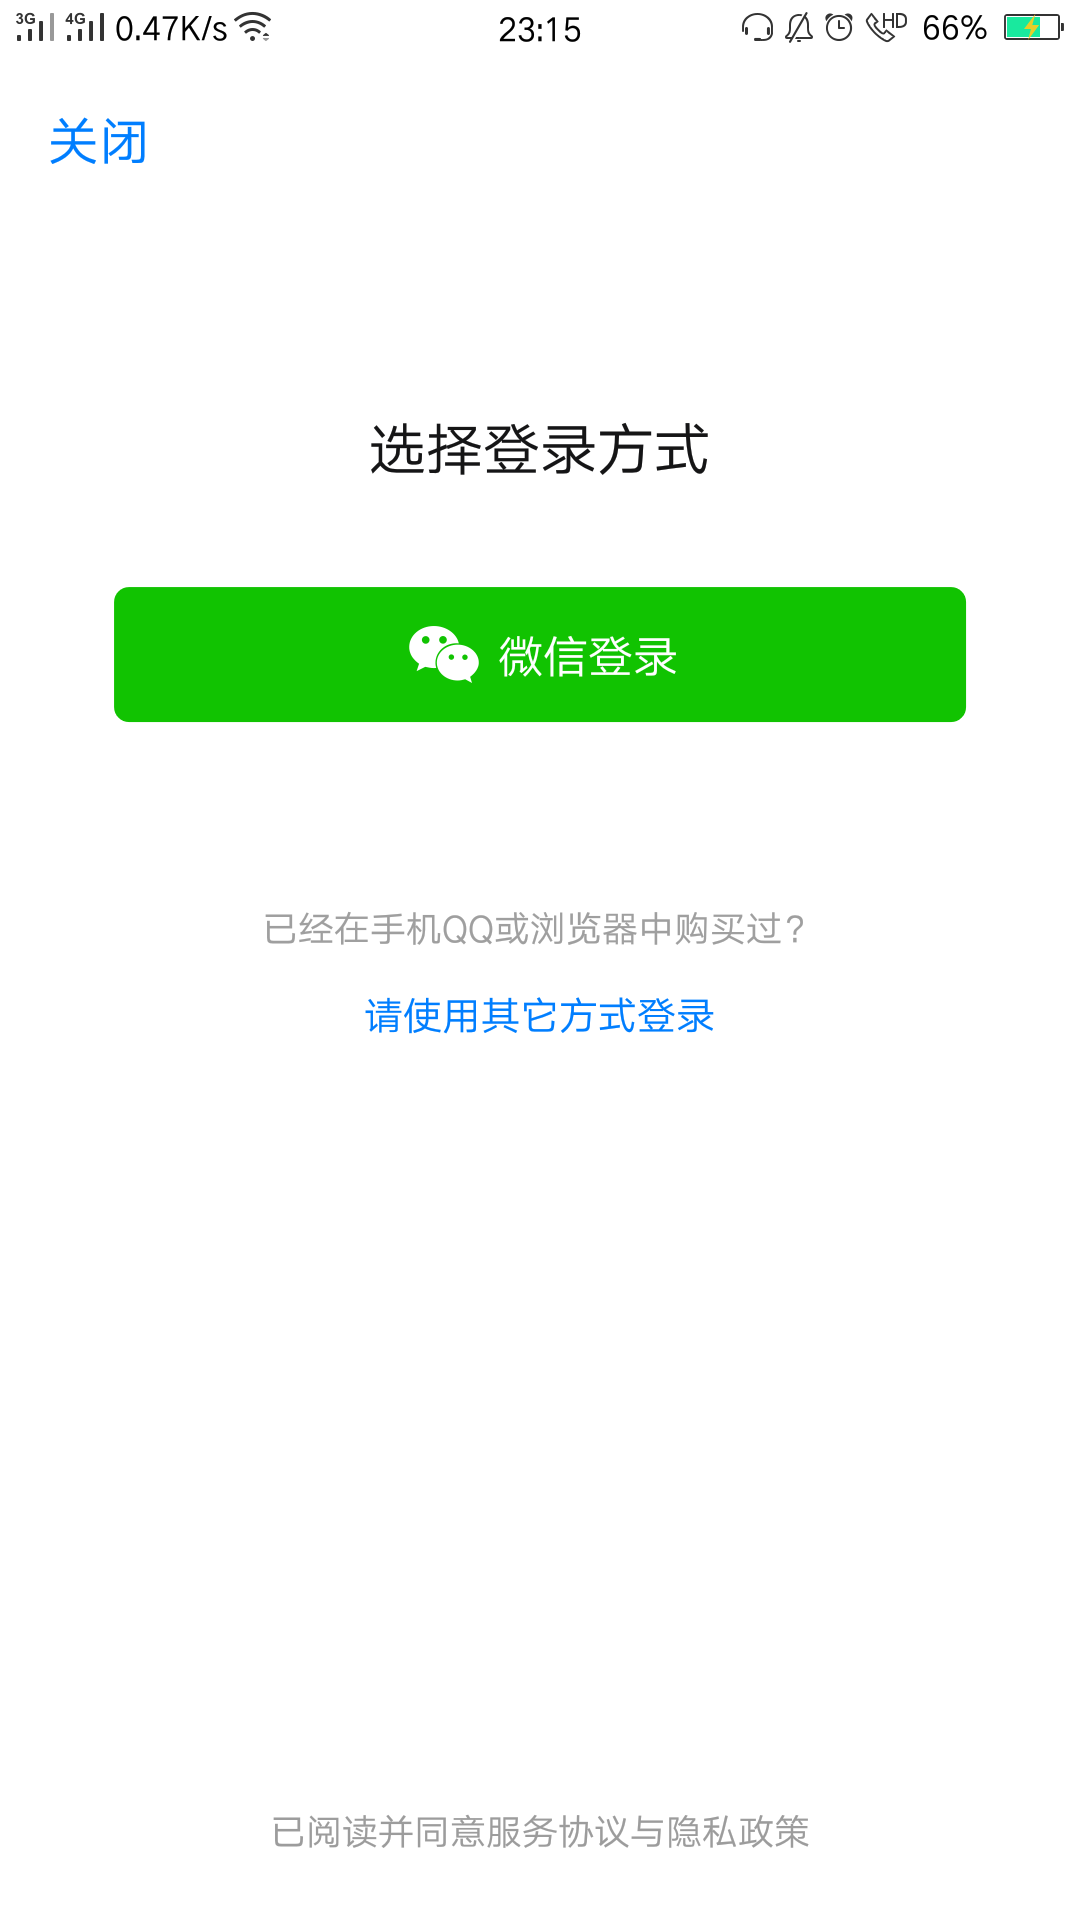 3G 4G 0.47K/s 23:15 HD 66%
关闭
选择登录方式
微信登录
已经在手机QQ或浏览器中购买过?
请使用其它方式登录
已阅读并同意服务协议与隐私政策